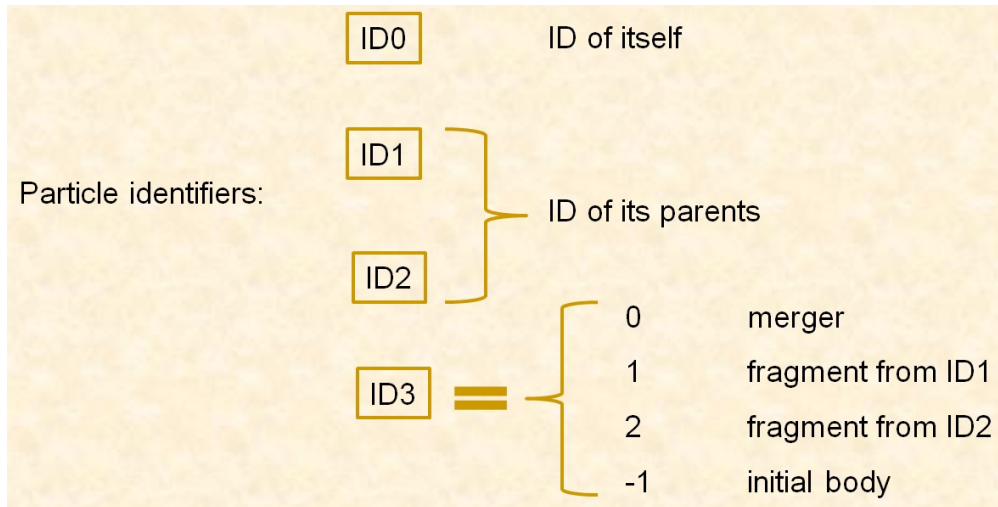 ID0 ID of itself
ID1
Particle identifiers:
ID of its parents
ID2
0 merger
1 fragment from ID1
ID3
2 fragment from ID2
-1 initial body